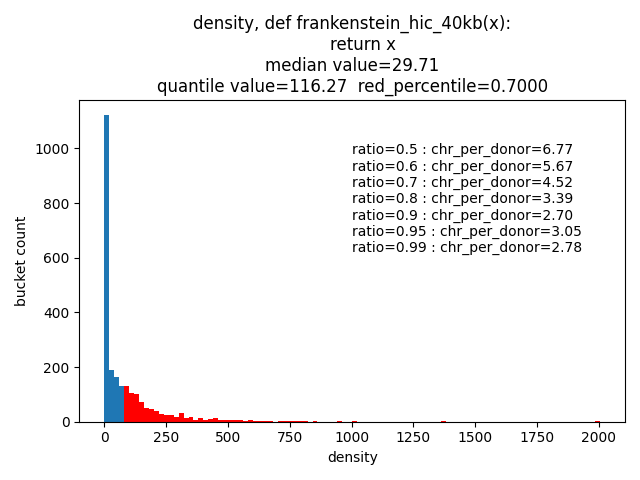 density, def frankenstein_hic_40kb(x):
return x
median value=29.71
quantile value=116.27  red_percentile=0.7000
ratio=0.5 : chr_per_donor=6.77
ratio=0.6 : chr_per_donor=5.67
ratio=0.7 : chr_per_donor=4.52
ratio=0.8 : chr_per_donor=3.39
ratio=0.9 : chr_per_donor=2.70
ratio=0.95 : chr_per_donor=3.05
ratio=0.99 : chr_per_donor=2.78
bucket count
1000
800
600
400
200
0
0 250 500 750 1000 1250 1500 1750 2000
density